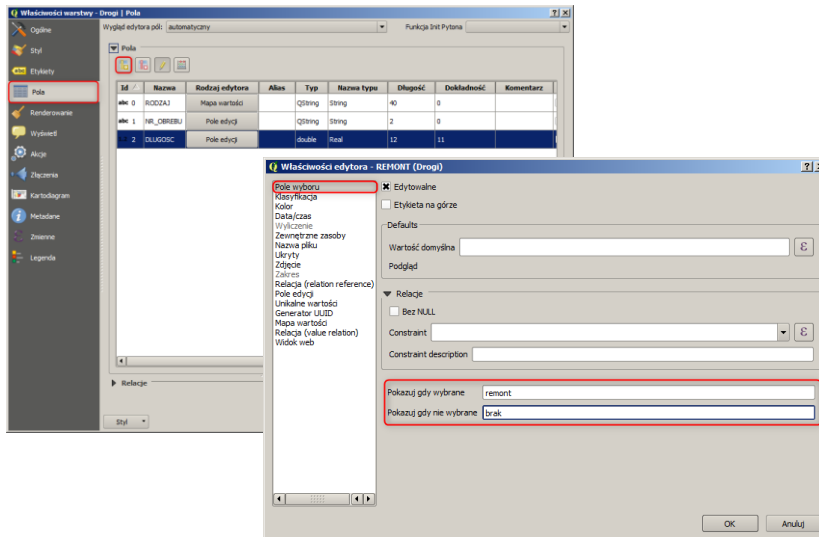 Właściwości warstwy - Drogi | Pola
Ogólne
Styl
Etykiety
Pola
Renderowanie
Wyświetl
Akcje
Złączenia
Kartodiagram
Metadane
Zmienne
Legenda
Wygląd edytora pól: automatyczny
Funkcja Init Pytona
Pola
Id Nazwa Rodzaj edytora Alias Typ Nazwa typu Długość Dokładność Komentarz
abc 0 RODZAJ Mapa wartości QString String 40 0
abc 1 NR_OBREBU Pole edycji QString String 2 0
2 DLUGOSC Pole edycji double Real 12 11
Relacje
Styl
Właściwości edytora - REMONT (Drogi)
Pole wyboru
Klasyfikacja
Kolor
Data/czas
Wyliczenie
Zewnętrzne zasoby
Nazwa pliku
Ukryty
Zdjęcie
Zakres
Relacja (relation reference)
Pole edycji
Unikalne wartości
Generator UUID
Mapa wartości
Relacja (value relation)
Widok web
Edytowalne
Etykieta na górze
Defaults
Wartość domyślna ε
Podgląd
Relacje
Bez NULL
Constraint ε
Constraint description
Pokazuj gdy wybrane remont
Pokazuj gdy nie wybrane brak
OK Anuluj